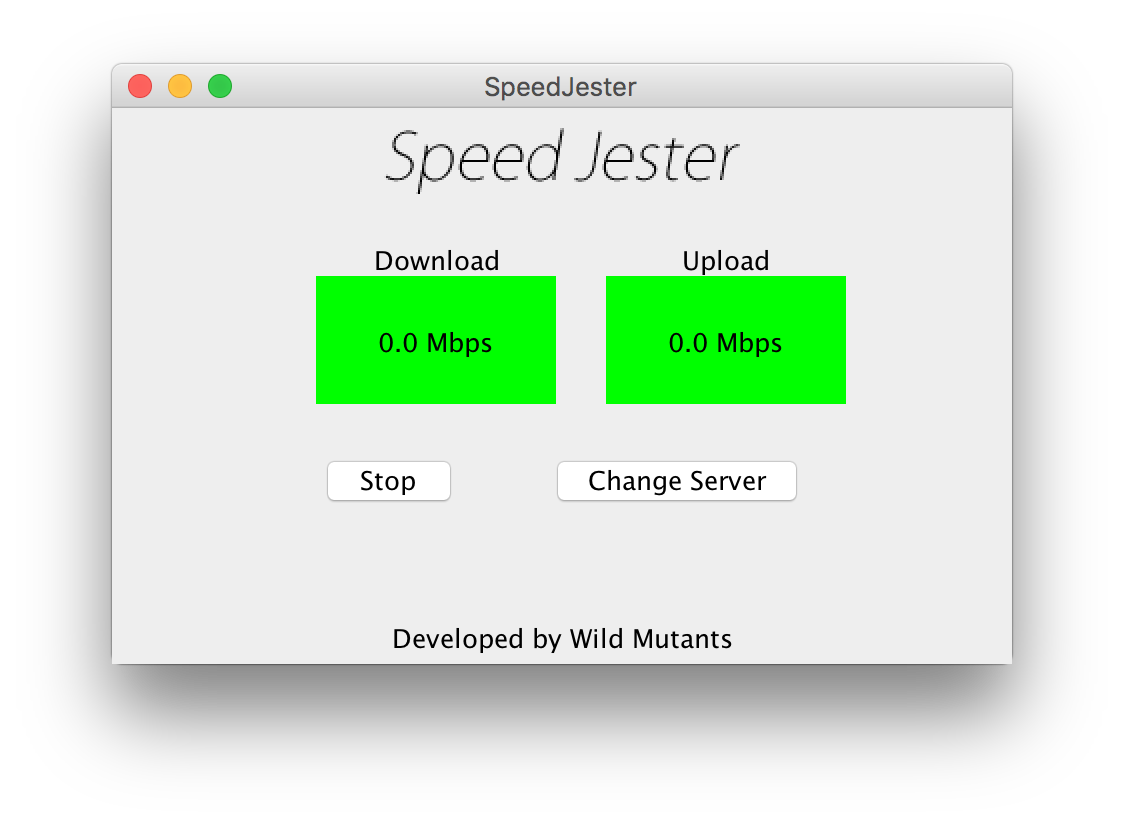 SpeedJester
Speed Jester
Download Upload
0.0 Mbps 0.0 Mbps
Stop Change Server
Developed by Wild Mutants